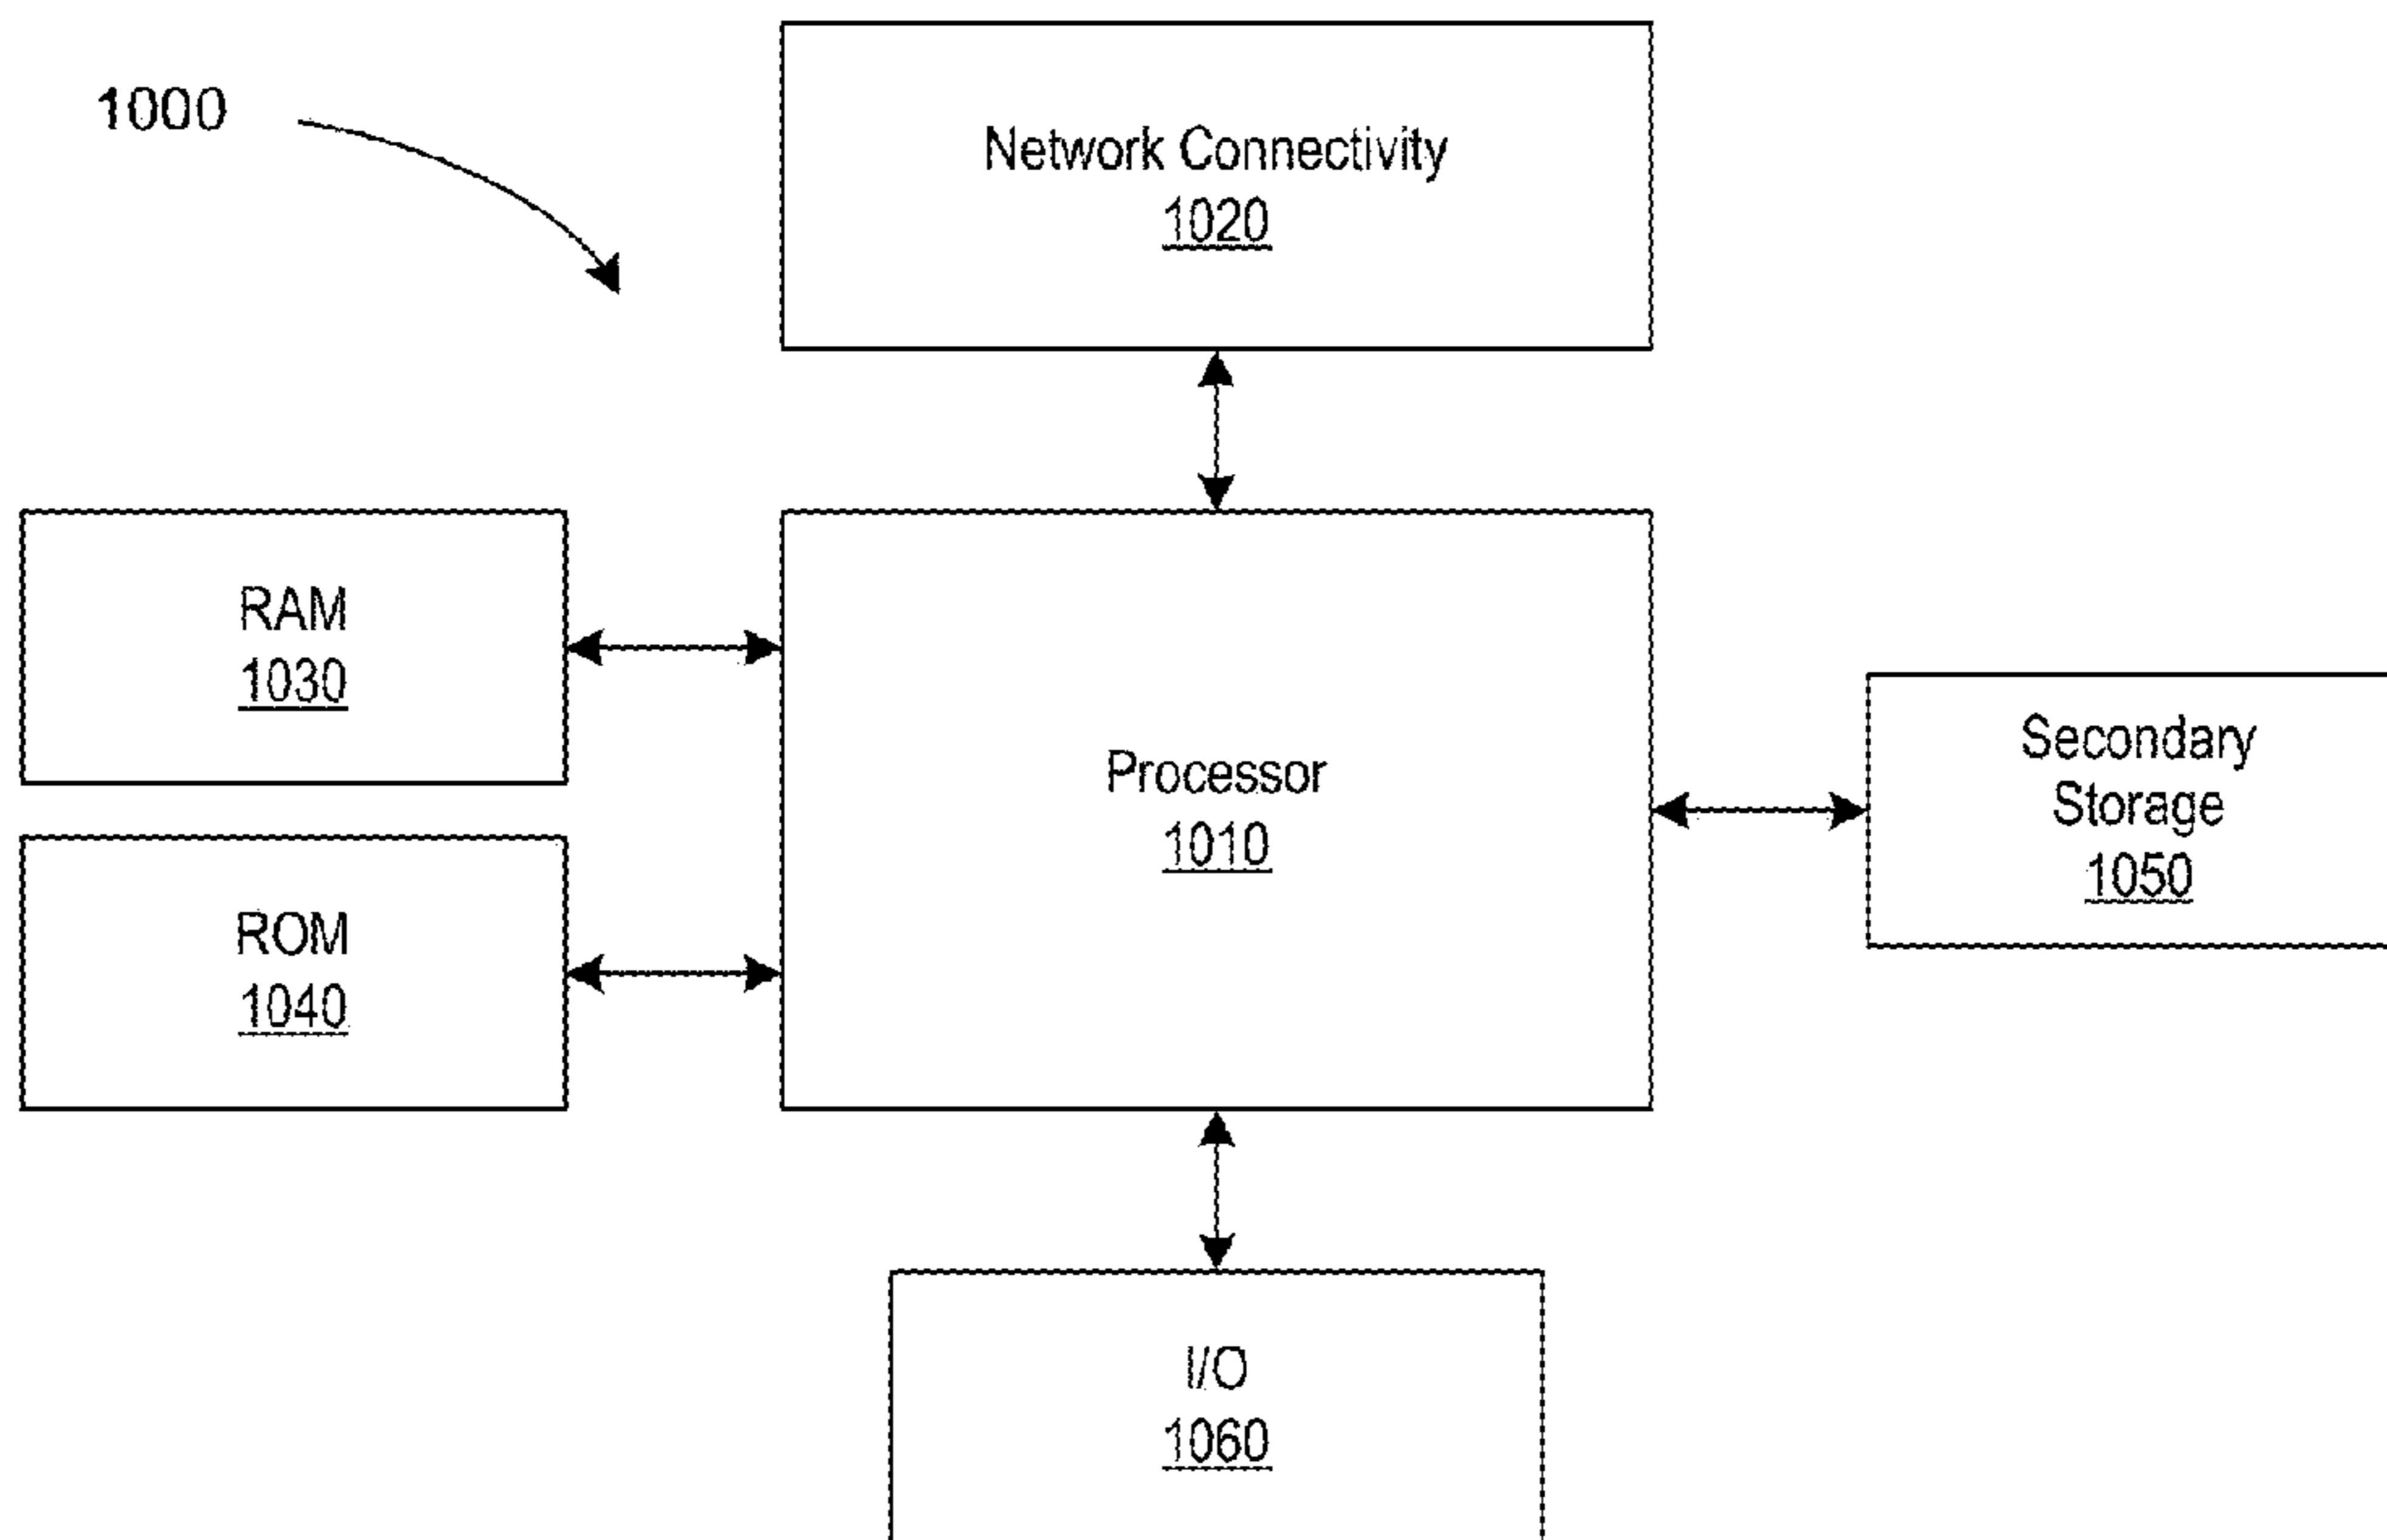 1000
Network Connectivity
1020
RAM
1030
Processor
1010
Secondary
Storage
1050
ROM
1040
I/O
1060